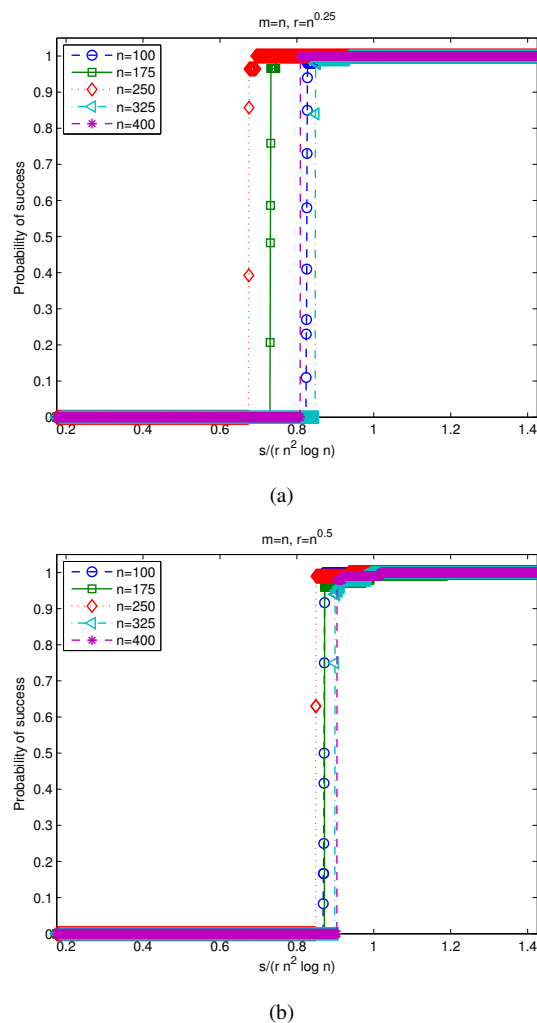 m=n, r=n^0.25
1
0.9
0.8
0.7
0.6
0.5
0.4
0.3
0.2
0.1
0
Probability of success
n=100
n=175
n=250
n=325
n=400
0.2 0.4 0.6 0.8 1 1.2 1.4
s/(r n^2 log n)
(a)
m=n, r=n^0.5
1
0.9
0.8
0.7
0.6
0.5
0.4
0.3
0.2
0.1
0
Probability of success
n=100
n=175
n=250
n=325
n=400
0.2 0.4 0.6 0.8 1 1.2 1.4
s/(r n^2 log n)
(b)